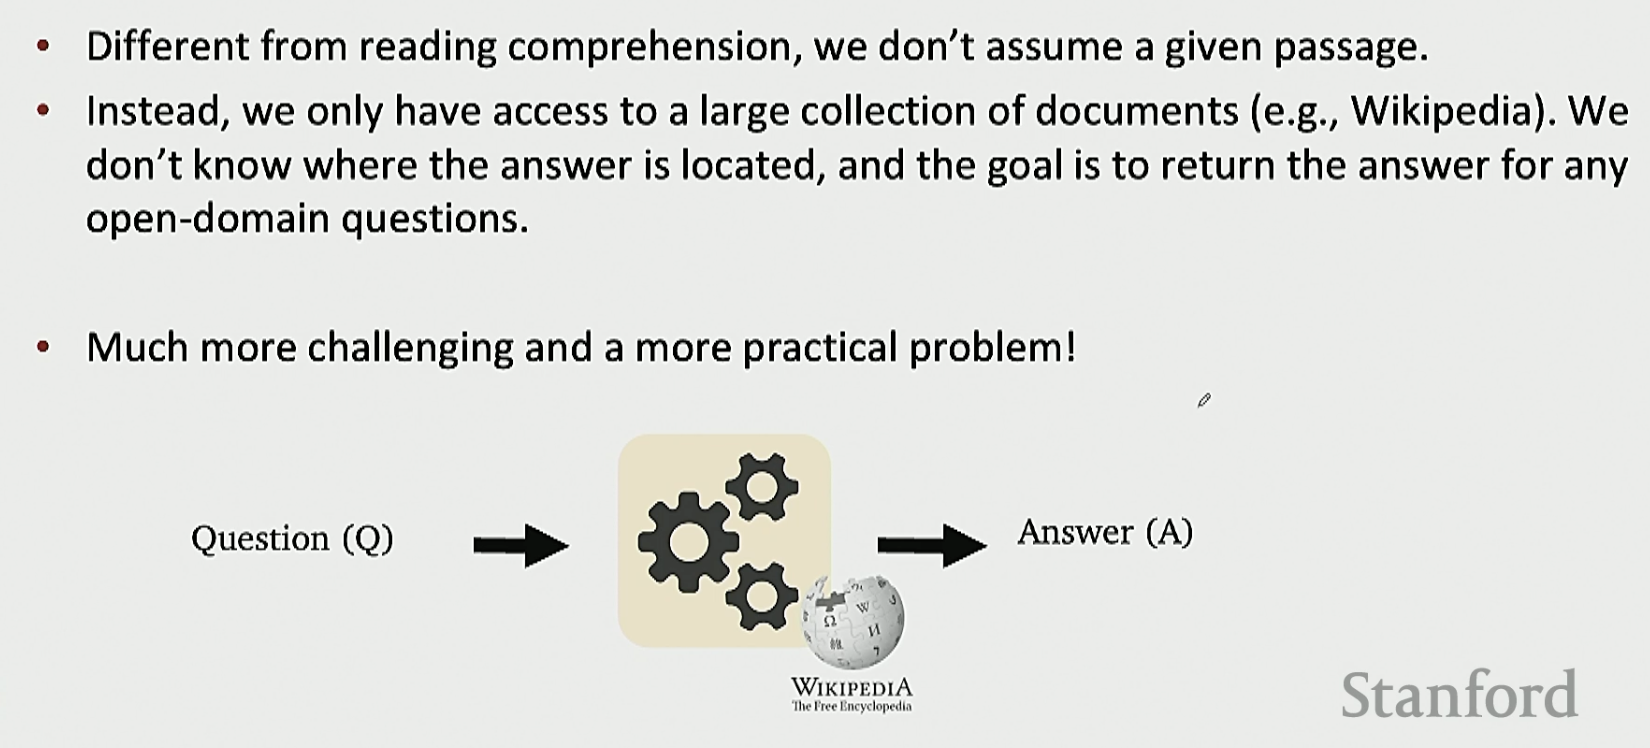 • Different from reading comprehension, we don’t assume a given passage.
• Instead, we only have access to a large collection of documents (e.g., Wikipedia). We
don’t know where the answer is located, and the goal is to return the answer for any
open-domain questions.
• Much more challenging and a more practical problem!
Question (Q)
Answer (A)
Ω W И
WIKIPEDIA
The Free Encyclopedia
Stanford